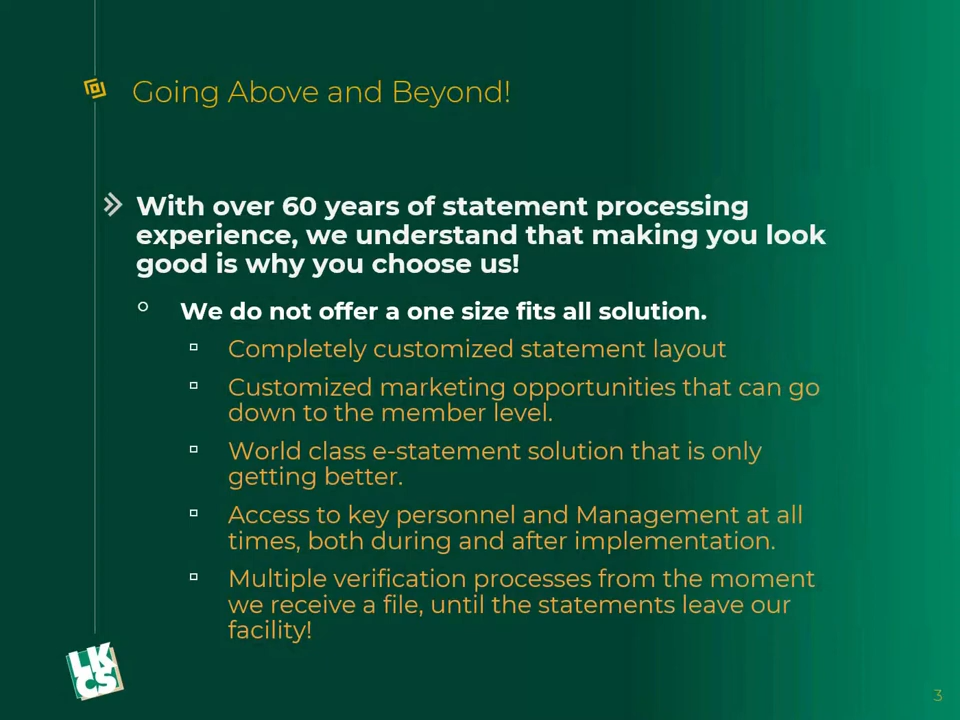 Going Above and Beyond!
With over 60 years of statement processing
experience, we understand that making you look
good is why you choose us!
We do not offer a one size fits all solution.
Completely customized statement layout
Customized marketing opportunities that can go
down to the member level.
World class e-statement solution that is only
getting better.
Access to key personnel and Management at all
times, both during and after implementation.
Multiple verification processes from the moment
we receive a file, until the statements leave our
facility!
LK
CS
3